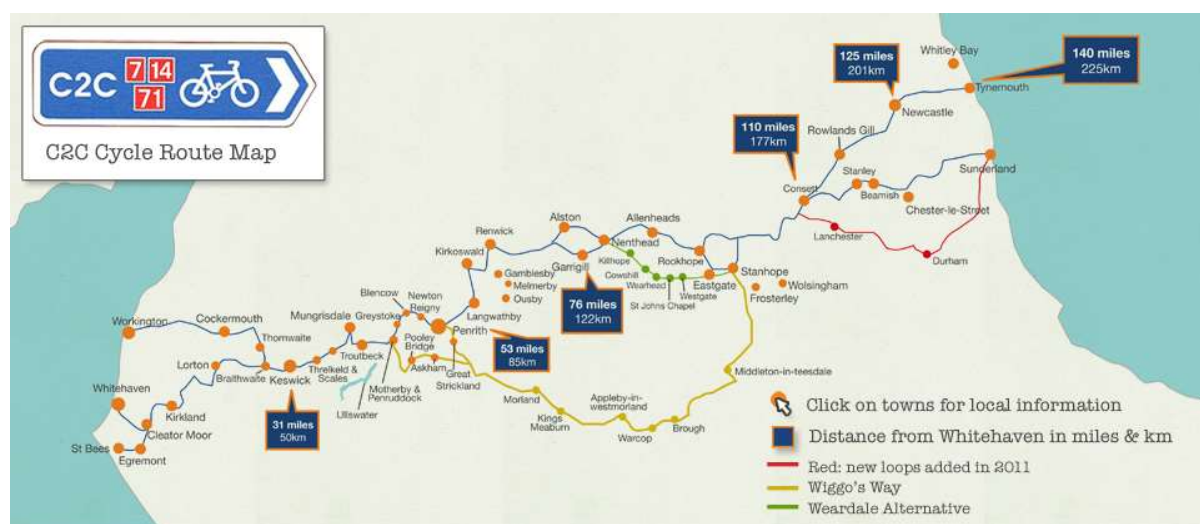 C2C
7 14
71
C2C Cycle Route Map
125 miles
201km
Whitley Bay
140 miles
225km
Tynemouth
Newcastle
110 miles
177km
Rowlands Gill
Stanley
Beamish
Sunderland
Consett
Chester-le-Street
Lanchester
Durham
Renwick
Alston
Allenheads
Kirkoswald
Nenthead
Garrigill
Killhope
Rookhope
Cowshill
Wearhead
St Johns Chapel
Westgate
Eastgate
Stanhope
Frosterley
Wolsingham
Gamblesby
Melmerby
Ousby
Langwathby
76 miles
122km
Blencow
Newton
Reigny
Greystoke
Mungrisdale
Penrith
53 miles
85km
Workington
Cockermouth
Thornwaite
Lorton
Braithwaite
Keswick
Threlkeld &
Scales
Troutbeck
Pooley
Bridge
Askham
Great
Strickland
Motherby &
Penruddock
Ulliswater
31 miles
50km
Whitehaven
Kirkland
Cleator Moor
St Bees
Egremont
Morland
Kings
Meaburn
Appleby-in-
westmorland
Warcop
Brough
Middleton-in-teesdale
Click on towns for local information
Distance from Whitehaven in miles & km
Red: new loops added in 2011
Wiggo's Way
Weardale Alternative